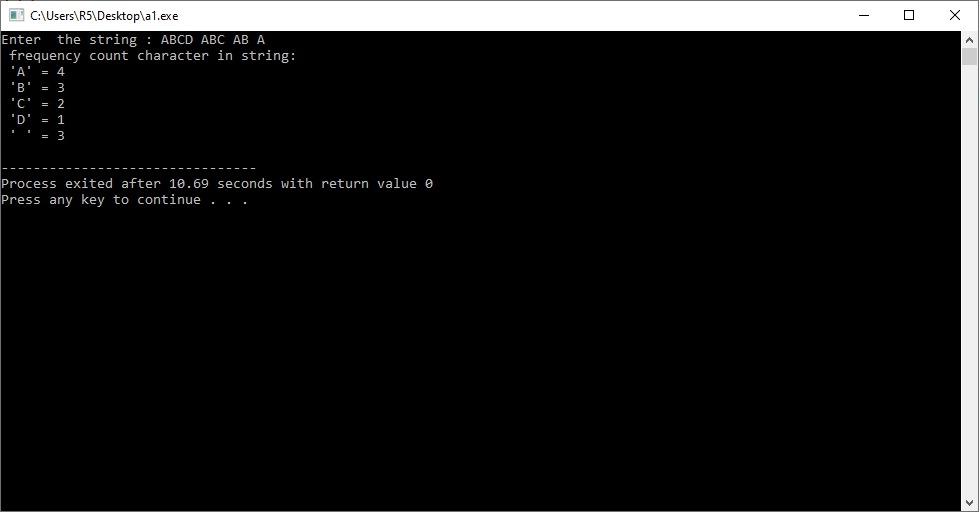 C:\Users\R5\Desktop\a1.exe
Enter  the string : ABCD ABC AB A
 frequency count character in string:
 'A' = 4
 'B' = 3
 'C' = 2
 'D' = 1
 ' ' = 3
--------------------------------
Process exited after 10.69 seconds with return value 0
Press any key to continue . . .